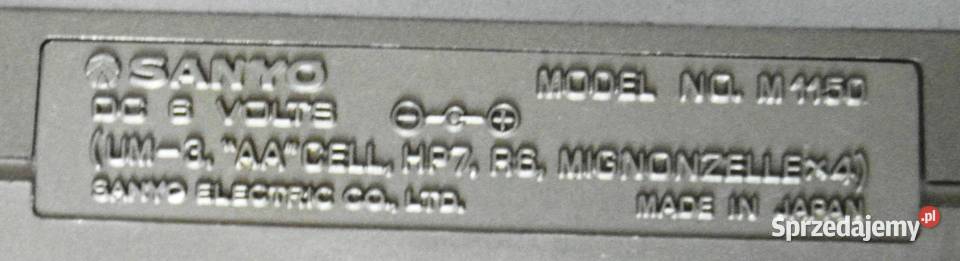 SANYO
MODEL NO. M1150
DC 6 VOLTS
C
(UM-3, "AA" CELL, HP7, R6, MIGNONZELLE×4)
SANYO ELECTRIC CO., LTD.
MADE IN JAPAN
Sprzedajemy.pl